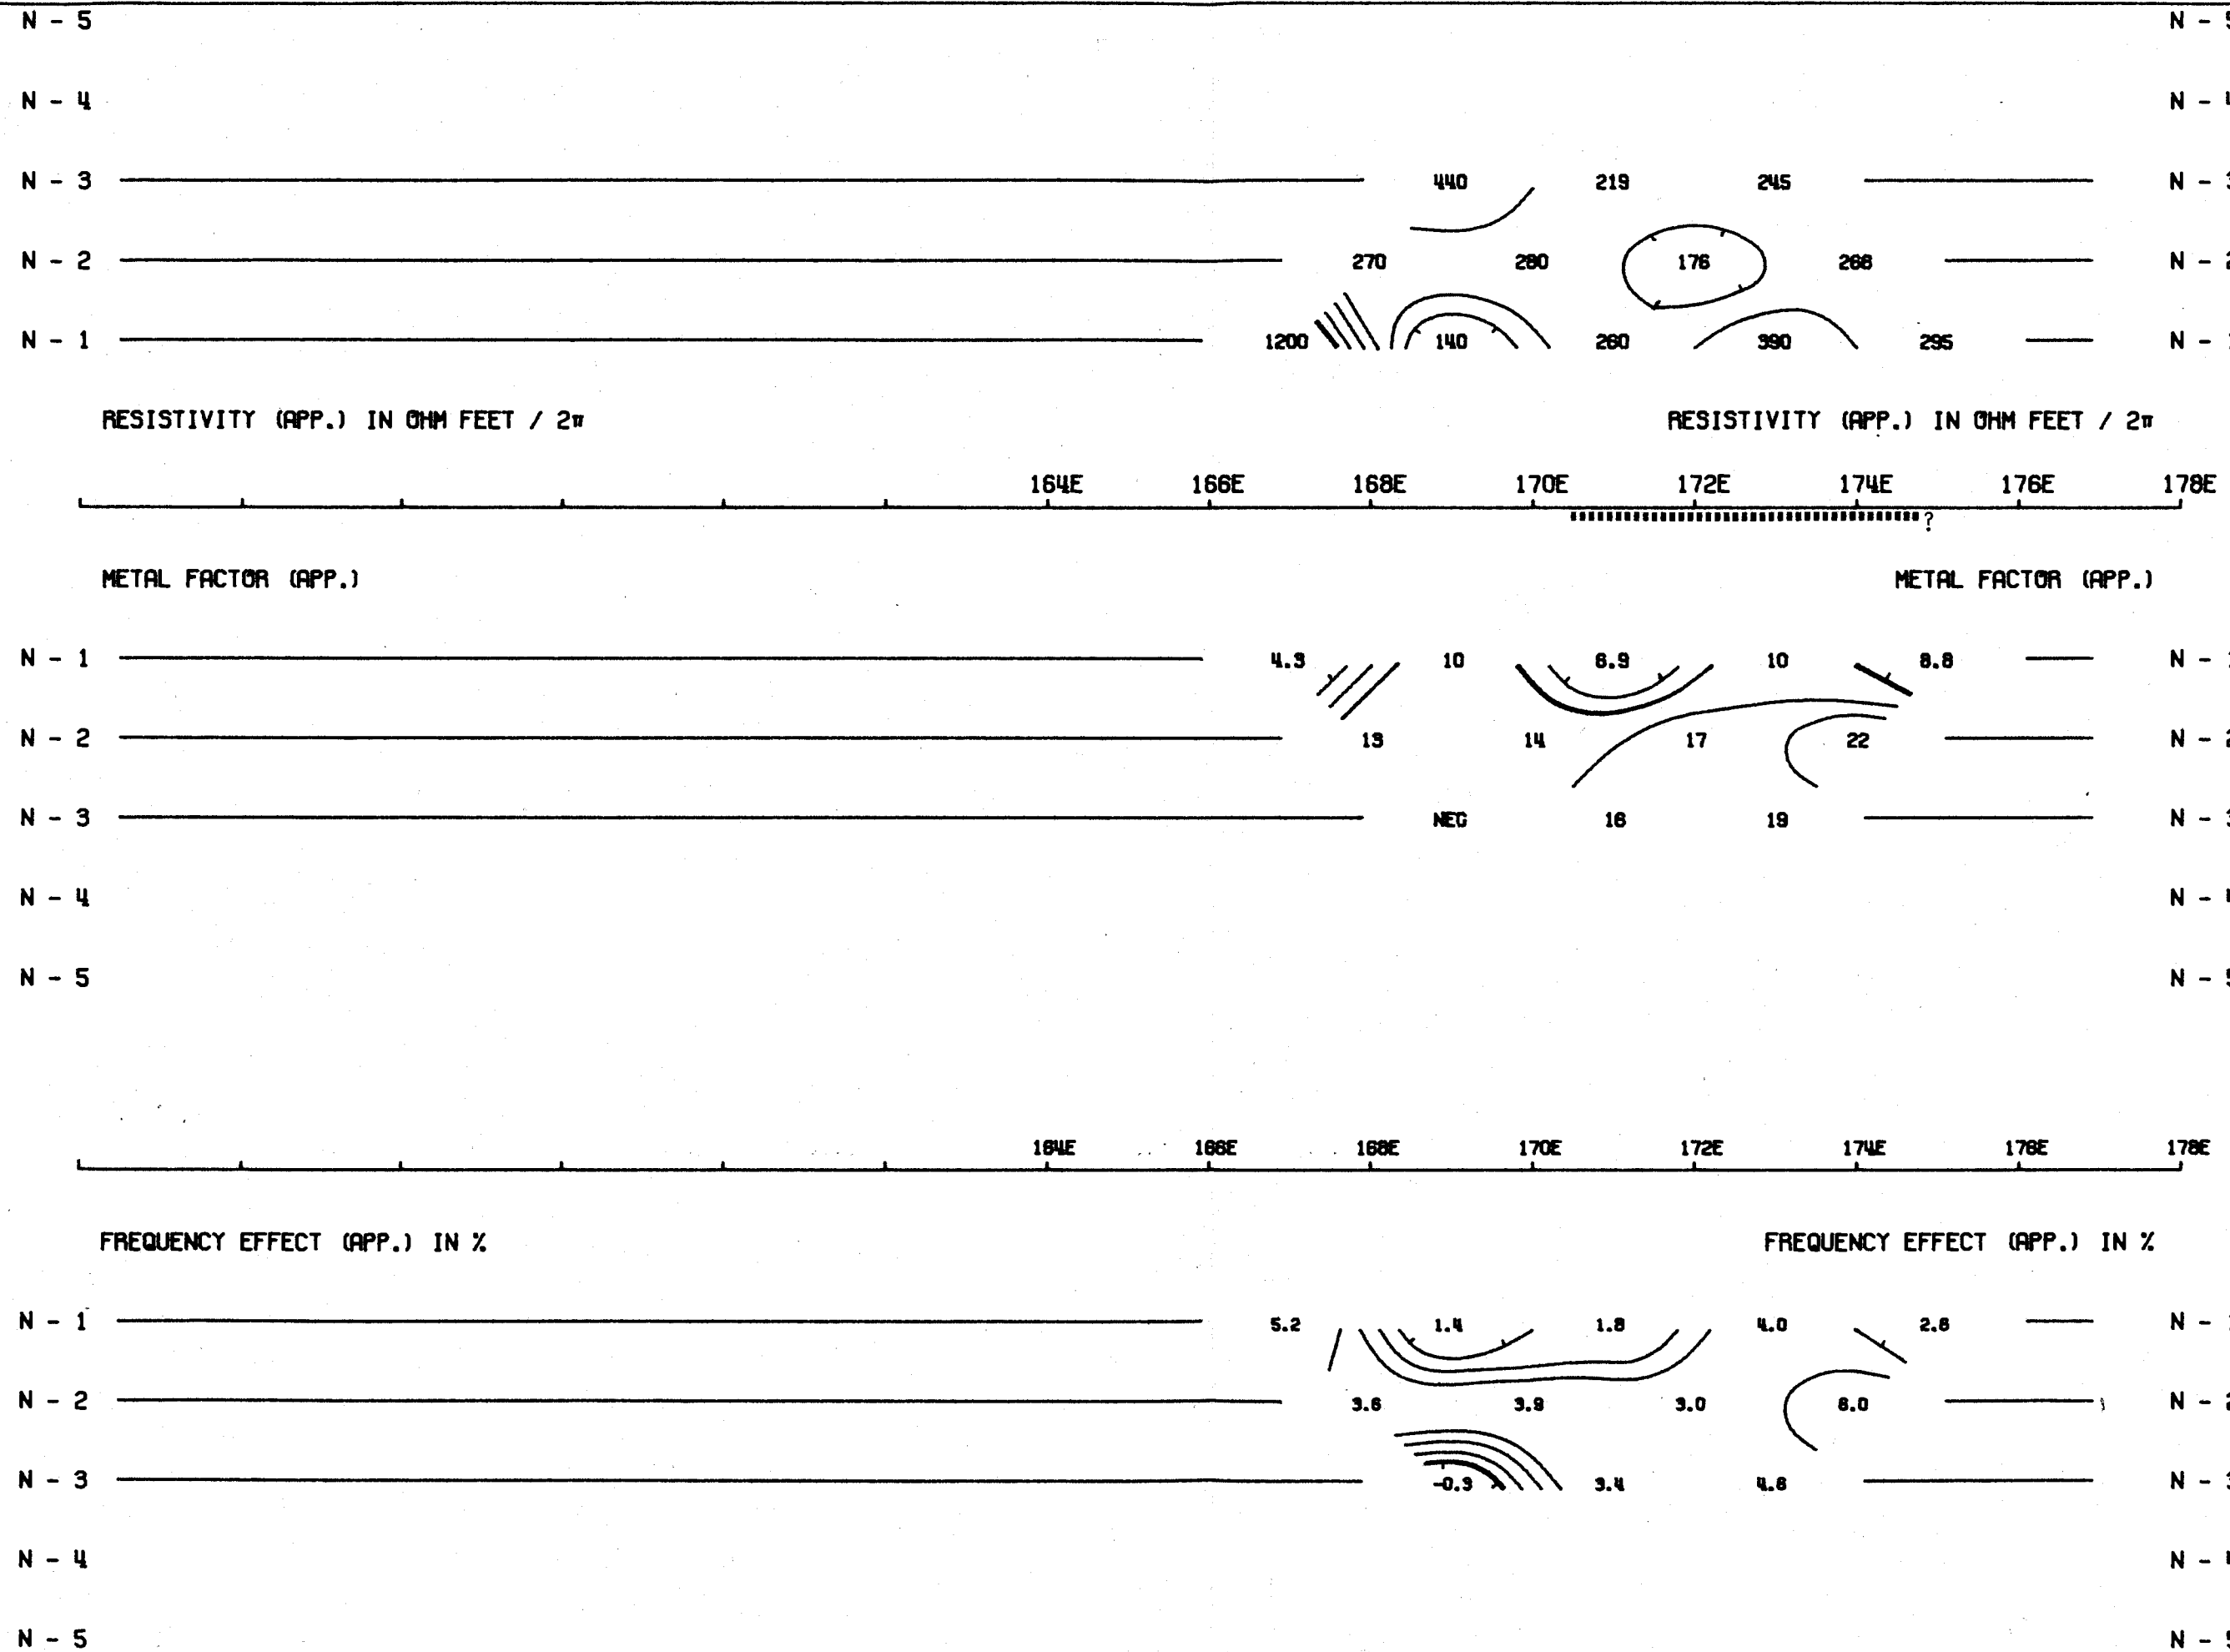 N - 5 N -
N - 4 N -
N - 3 440 219 245 N -
N - 2 270 280 176 268 N -
N - 1 1200 140 260 390 295 N -
RESISTIVITY (APP.) IN OHM FEET / 2π RESISTIVITY (APP.) IN OHM FEET / 2π
164E 166E 168E 170E 172E 174E 176E 178E
?
METAL FACTOR (APP.) METAL FACTOR (APP.)
N - 1 4.3 10 6.9 10 8.8 N -
N - 2 13 14 17 22 N -
N - 3 NEG 16 19 N -
N - 4 N -
N - 5 N -
164E 166E 168E 170E 172E 174E 176E 178E
FREQUENCY EFFECT (APP.) IN % FREQUENCY EFFECT (APP.) IN %
N - 1 5.2 1.4 1.8 4.0 2.6 N -
N - 2 3.6 3.9 3.0 6.0 N -
N - 3 -0.3 3.4 4.6 N -
N - 4 N -
N - 5 N -